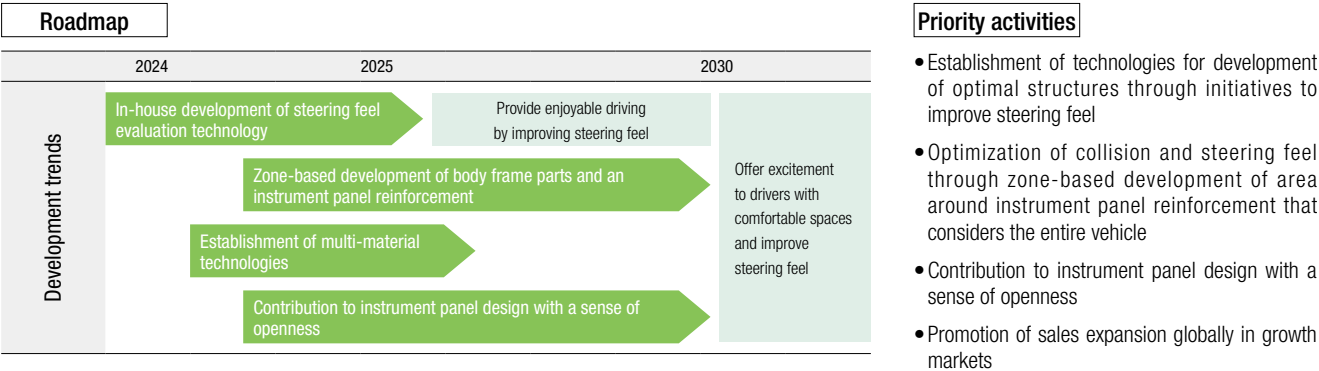 Roadmap
2024 2025 2030
Development trends
In-house development of steering feel
evaluation technology
Provide enjoyable driving
by improving steering feel
Zone-based development of body frame parts and an
instrument panel reinforcement
Establishment of multi-material
technologies
Contribution to instrument panel design with a sense of
openness
Offer excitement
to drivers with
comfortable spaces
and improve
steering feel
Priority activities
•Establishment of technologies for development
of optimal structures through initiatives to
improve steering feel
•Optimization of collision and steering feel
through zone-based development of area
around instrument panel reinforcement that
considers the entire vehicle
•Contribution to instrument panel design with a
sense of openness
•Promotion of sales expansion globally in growth
markets